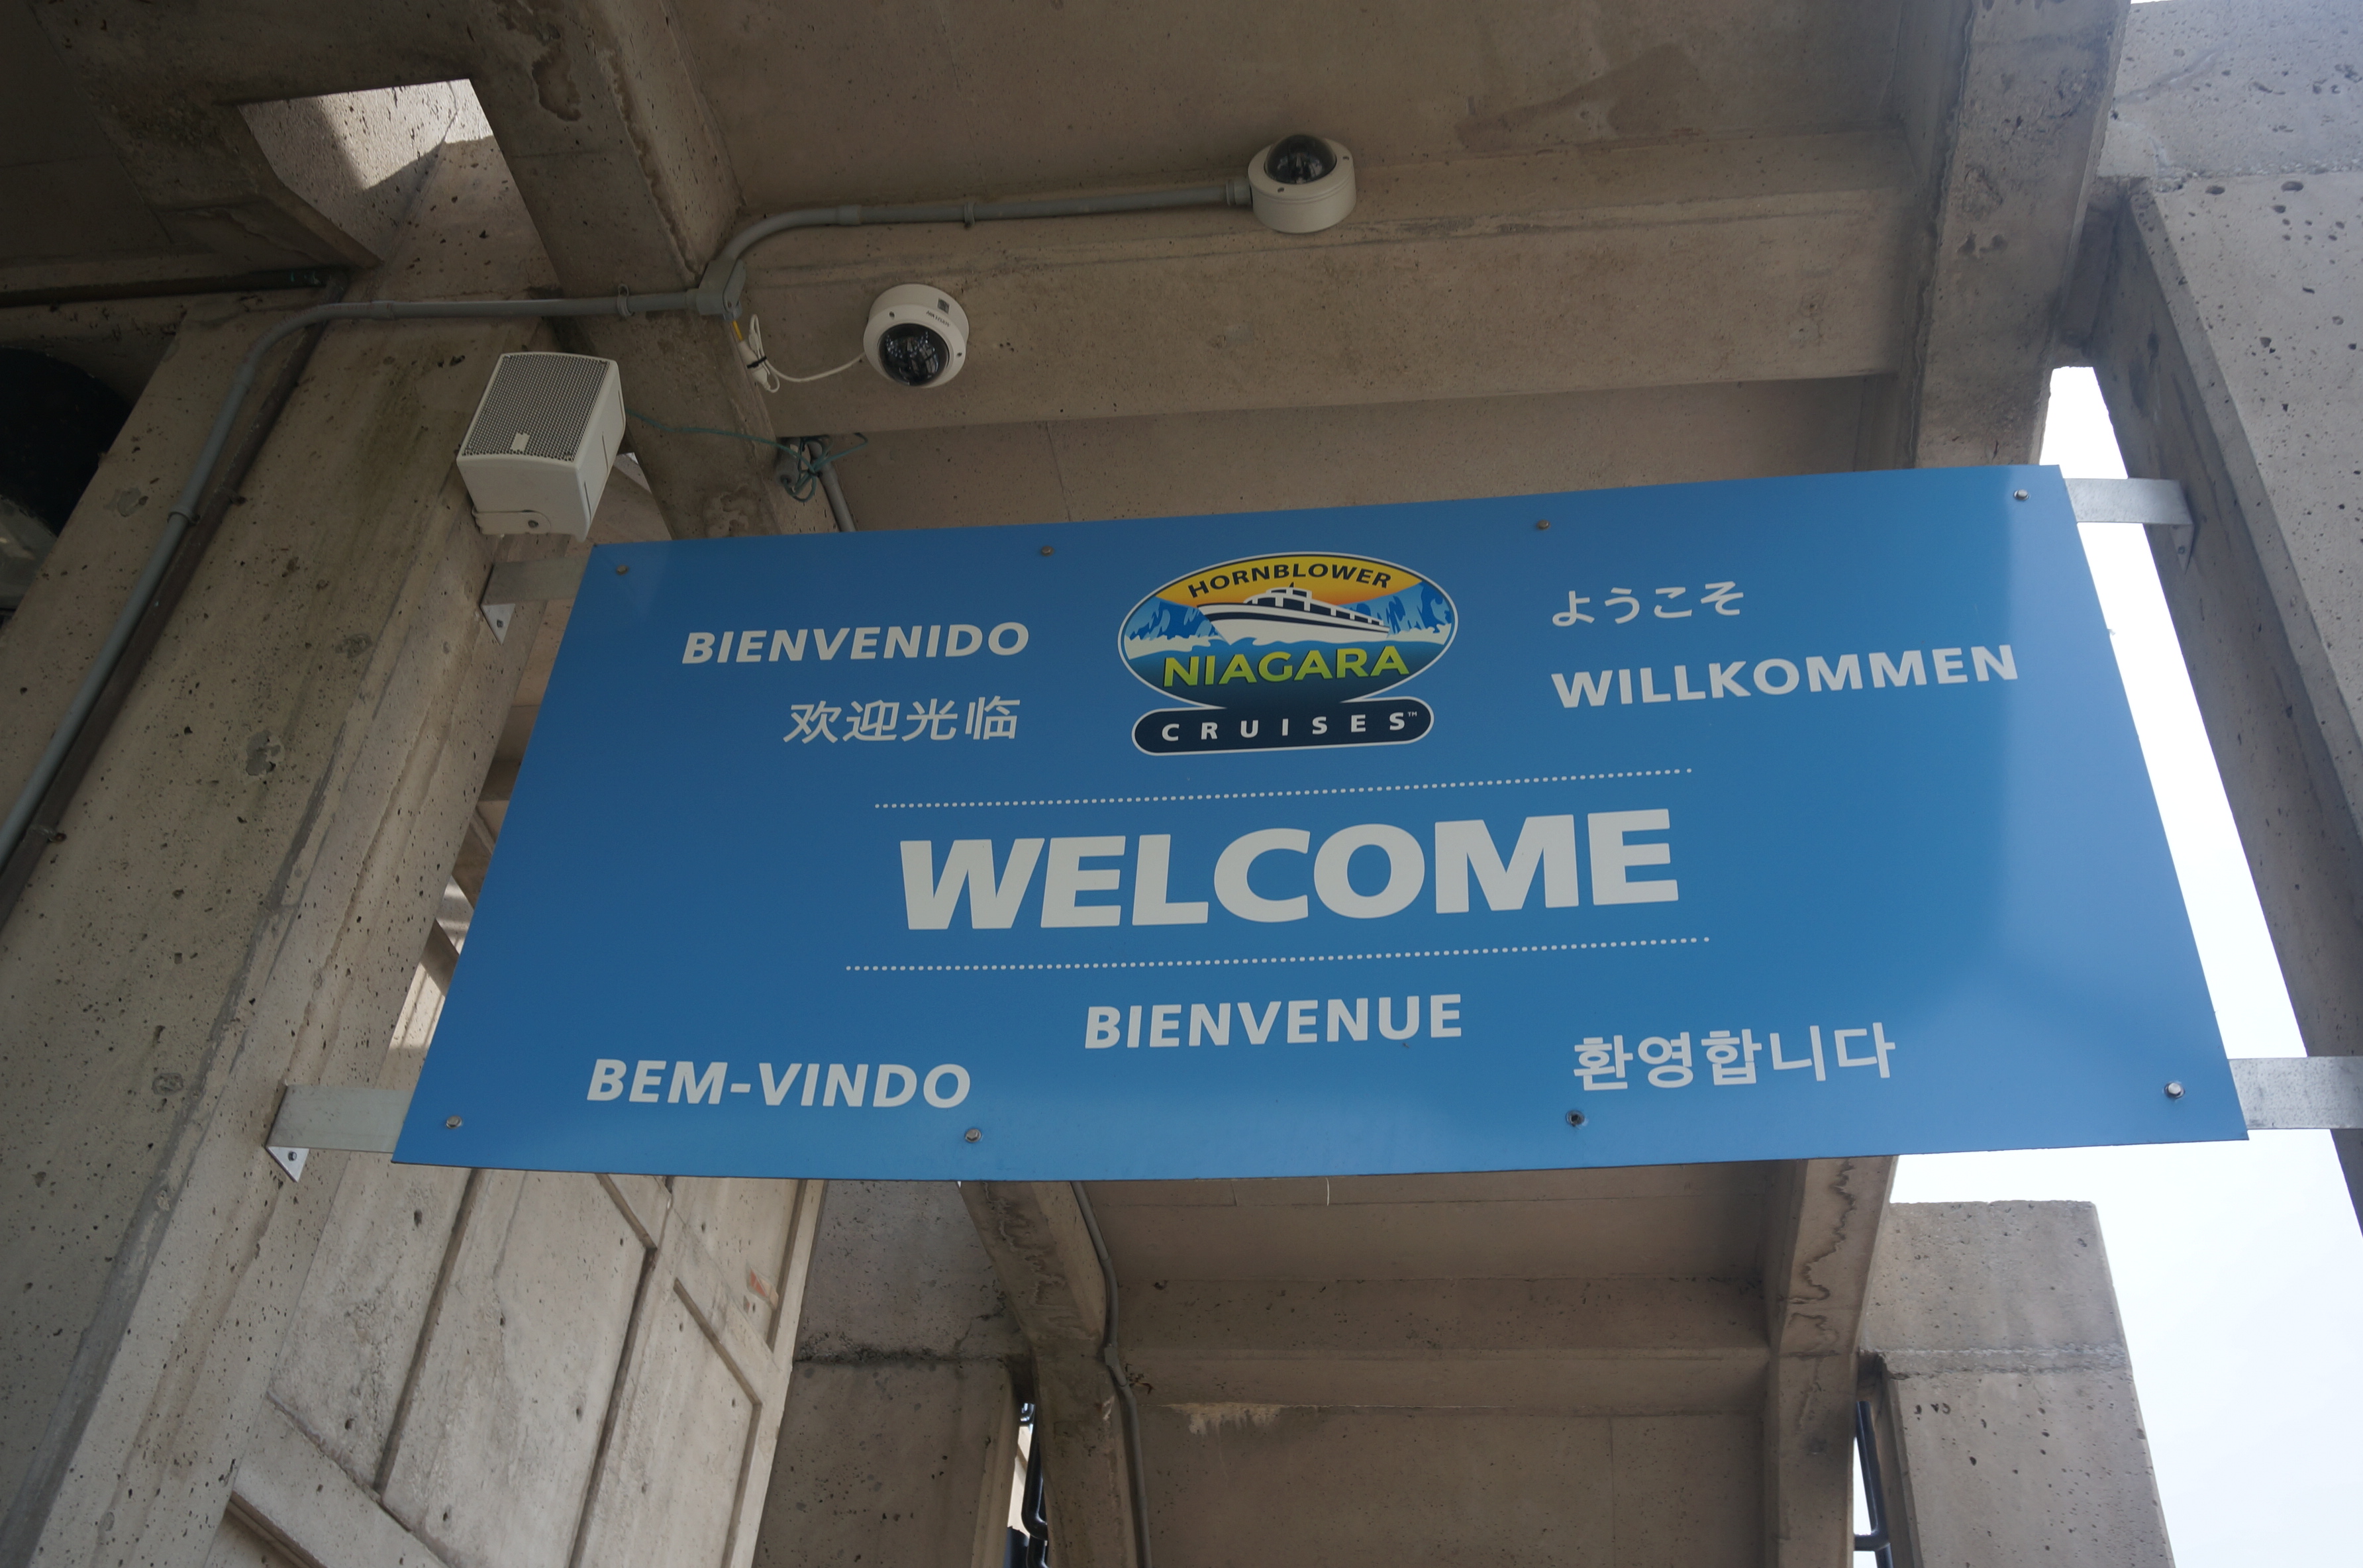 HORNBLOWER
NIAGARA
CRUISES™
BIENVENIDO
欢迎光临
ようこそ
WILLKOMMEN
WELCOME
BIENVENUE
BEM-VINDO
환영합니다